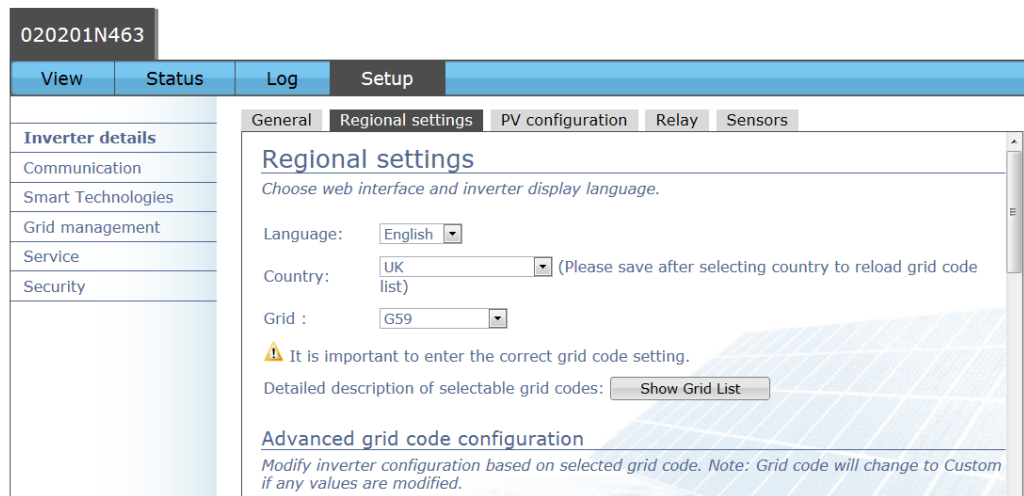 020201N463
View Status Log Setup
Inverter details
Communication
Smart Technologies
Grid management
Service
Security
General Regional settings PV configuration Relay Sensors
Regional settings
Choose web interface and inverter display language.
Language: English
Country: UK (Please save after selecting country to reload grid code
list)
Grid : G59
It is important to enter the correct grid code setting.
Detailed description of selectable grid codes: Show Grid List
Advanced grid code configuration
Modify inverter configuration based on selected grid code. Note: Grid code will change to Custom
if any values are modified.